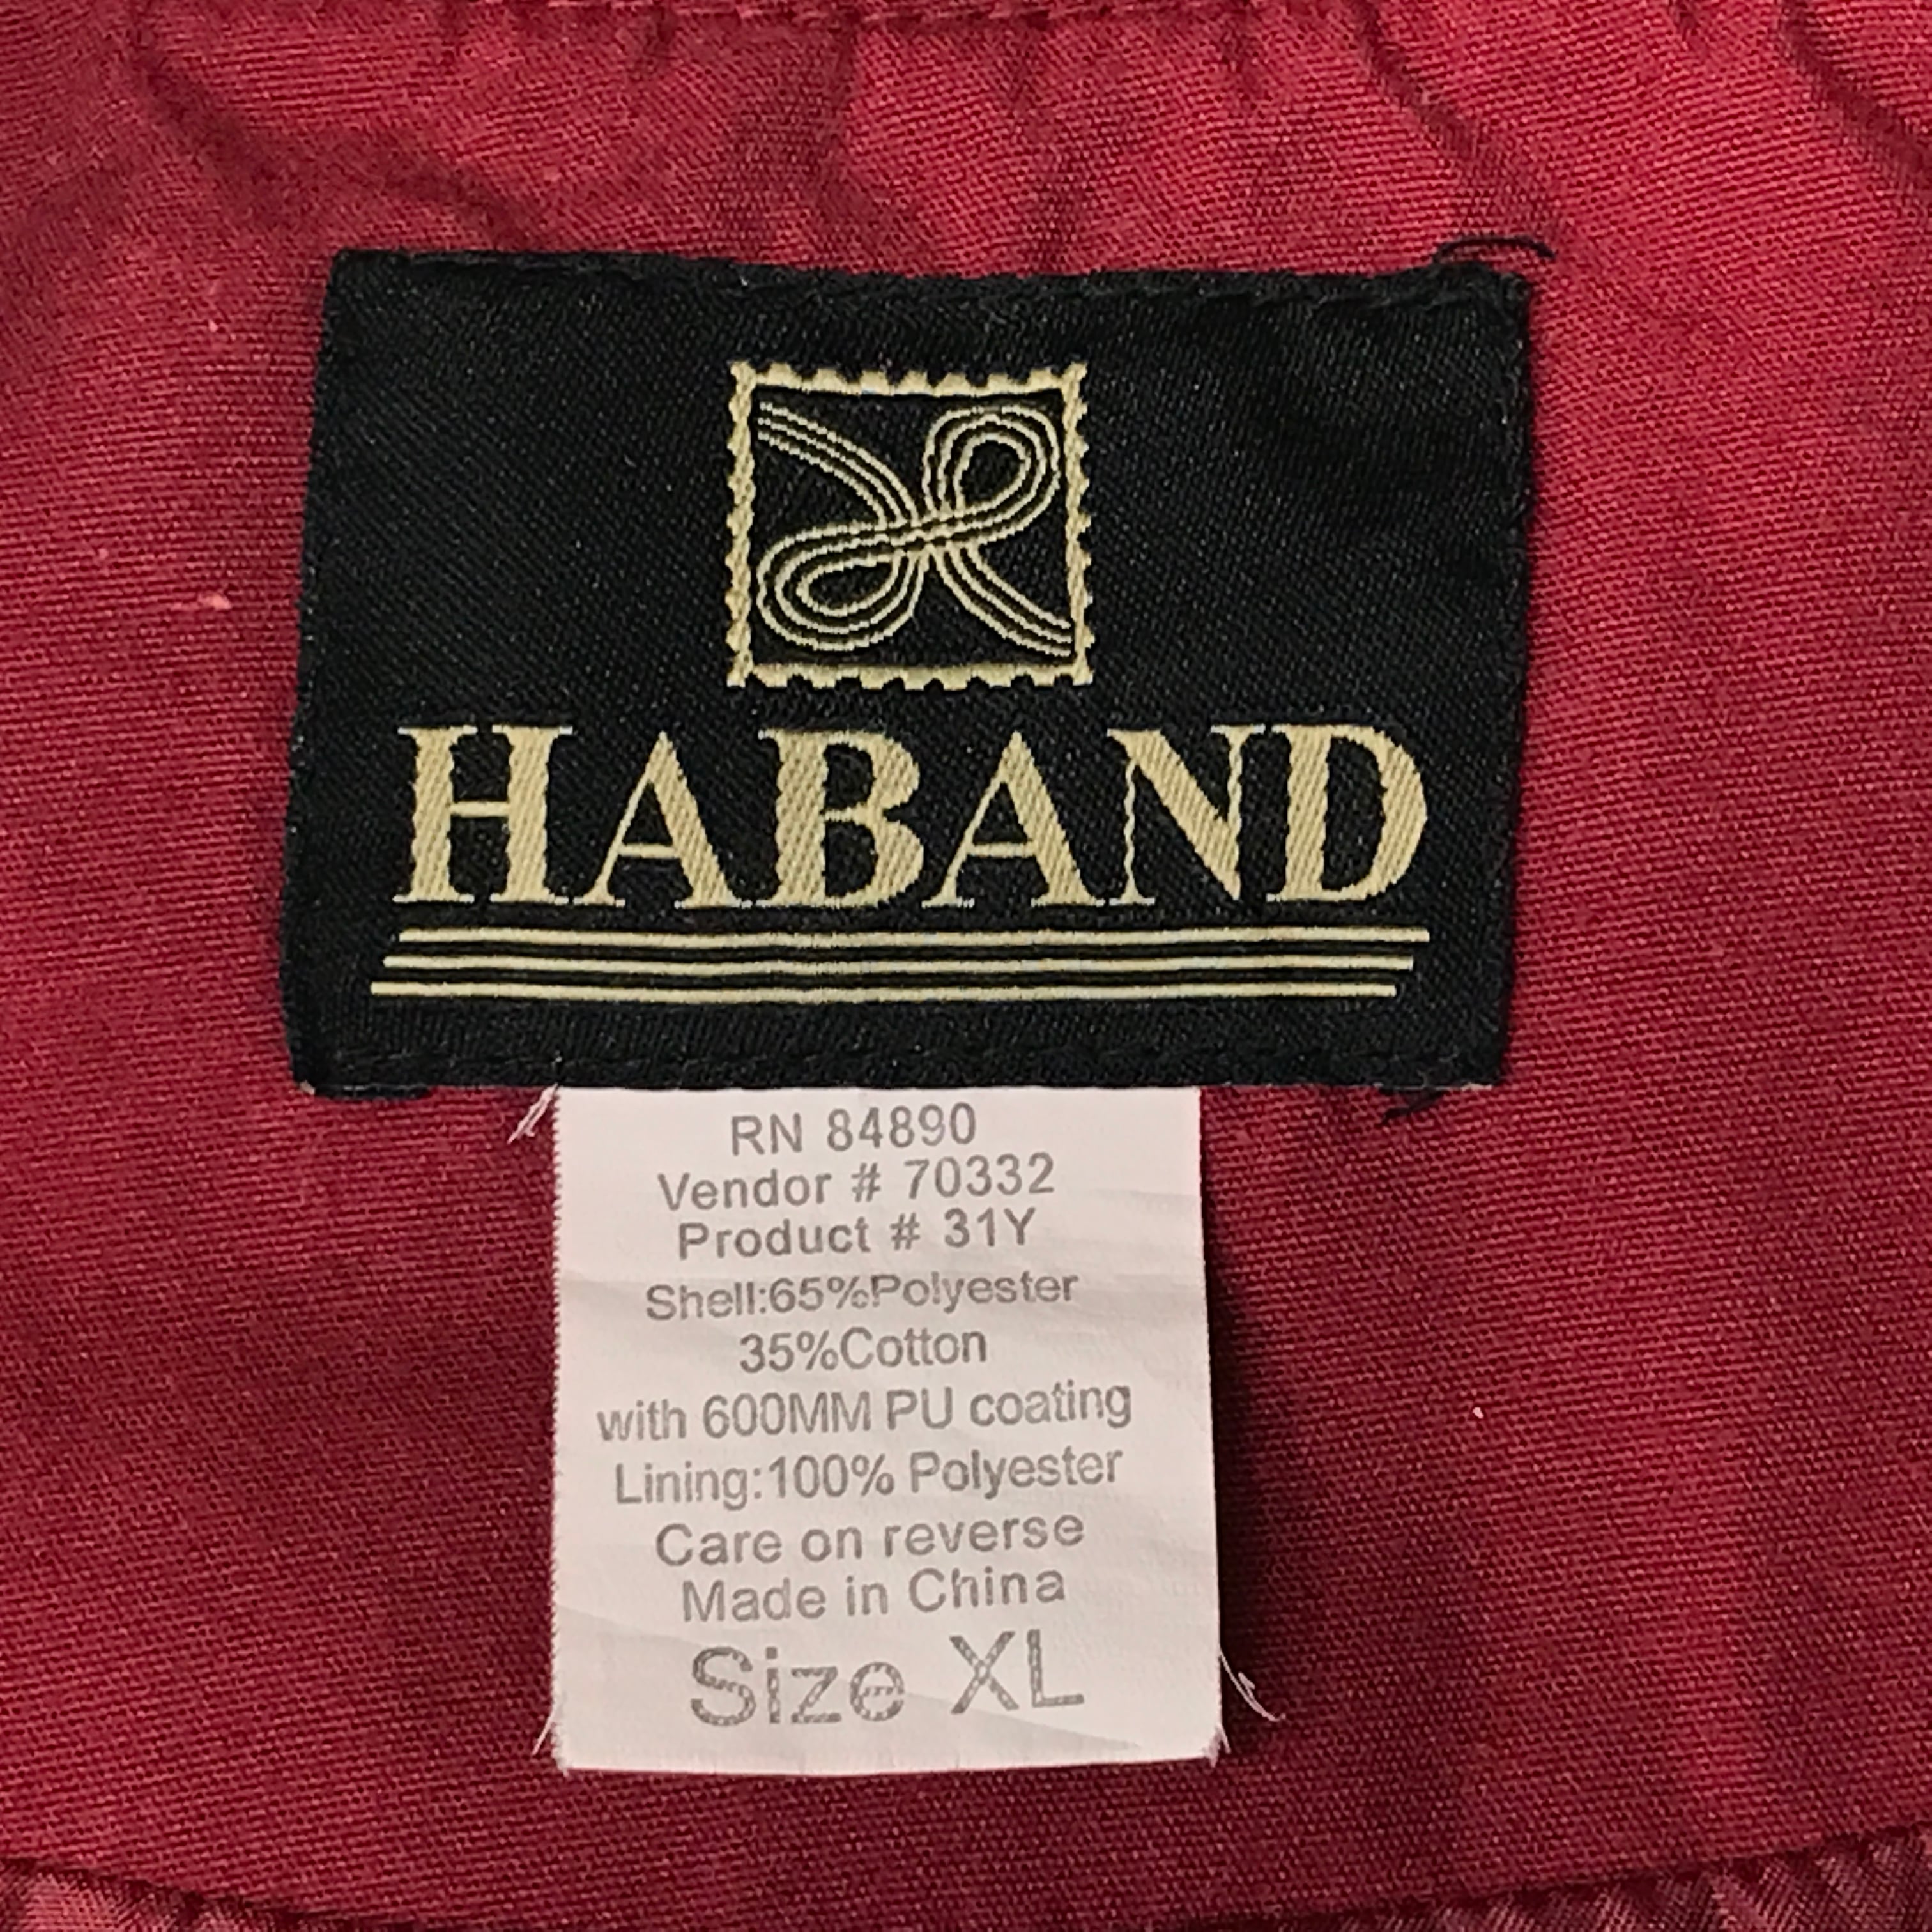 HABAND
RN 84890
Vendor # 70332
Product # 31Y
Shell:65%Polyester
35%Cotton
with 600MM PU coating
Lining:100% Polyester
Care on reverse
Made in China
Size XL